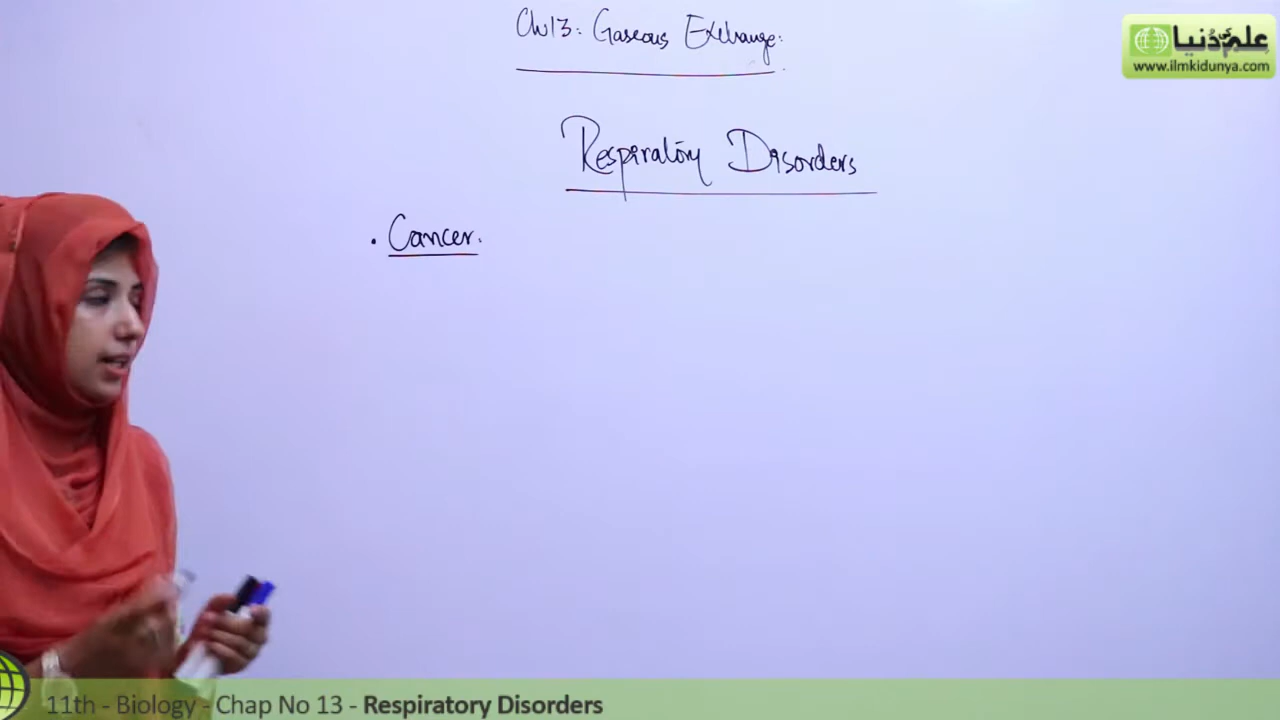 Ch 13: Gaseous Exchange:
علم کی دنیا
www.ilmkidunya.com
Respiratory Disorders
. Cancer.
11th - Biology - Chap No 13 - Respiratory Disorders